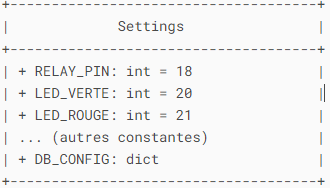 +--------------------------------------+
| Settings |
+--------------------------------------+
| + RELAY_PIN: int = 18 |
| + LED_VERTE: int = 20 |
| + LED_ROUGE: int = 21 |
| ... (autres constantes) |
| + DB_CONFIG: dict |
+--------------------------------------+